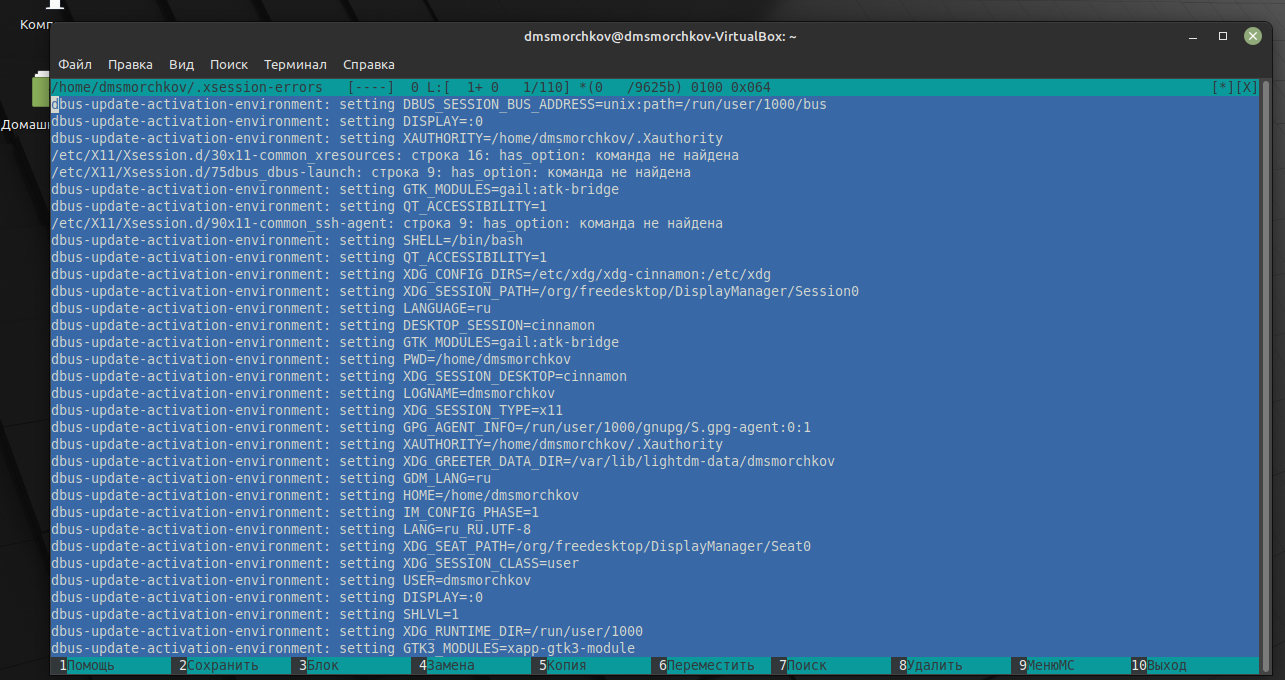 Комп
Домаш
dmsmorchkov@dmsmorchkov-VirtualBox: ~
Файл Правка Вид Поиск Терминал Справка
/home/dmsmorchkov/.xsession-errors [----] 0 L:[ 1+ 0 1/110] *(0 /9625b) 0100 0x064 [*][X]
dbus-update-activation-environment: setting DBUS_SESSION_BUS_ADDRESS=unix:path=/run/user/1000/bus
dbus-update-activation-environment: setting DISPLAY=:0
dbus-update-activation-environment: setting XAUTHORITY=/home/dmsmorchkov/.Xauthority
/etc/X11/Xsession.d/30x11-common_xresources: строка 16: has_option: команда не найдена
/etc/X11/Xsession.d/75dbus_dbus-launch: строка 9: has_option: команда не найдена
dbus-update-activation-environment: setting GTK_MODULES=gail:atk-bridge
dbus-update-activation-environment: setting QT_ACCESSIBILITY=1
/etc/X11/Xsession.d/90x11-common_ssh-agent: строка 9: has_option: команда не найдена
dbus-update-activation-environment: setting SHELL=/bin/bash
dbus-update-activation-environment: setting QT_ACCESSIBILITY=1
dbus-update-activation-environment: setting XDG_CONFIG_DIRS=/etc/xdg/xdg-cinnamon:/etc/xdg
dbus-update-activation-environment: setting XDG_SESSION_PATH=/org/freedesktop/DisplayManager/Session0
dbus-update-activation-environment: setting LANGUAGE=ru
dbus-update-activation-environment: setting DESKTOP_SESSION=cinnamon
dbus-update-activation-environment: setting GTK_MODULES=gail:atk-bridge
dbus-update-activation-environment: setting PWD=/home/dmsmorchkov
dbus-update-activation-environment: setting XDG_SESSION_DESKTOP=cinnamon
dbus-update-activation-environment: setting LOGNAME=dmsmorchkov
dbus-update-activation-environment: setting XDG_SESSION_TYPE=x11
dbus-update-activation-environment: setting GPG_AGENT_INFO=/run/user/1000/gnupg/S.gpg-agent:0:1
dbus-update-activation-environment: setting XAUTHORITY=/home/dmsmorchkov/.Xauthority
dbus-update-activation-environment: setting XDG_GREETER_DATA_DIR=/var/lib/lightdm-data/dmsmorchkov
dbus-update-activation-environment: setting GDM_LANG=ru
dbus-update-activation-environment: setting HOME=/home/dmsmorchkov
dbus-update-activation-environment: setting IM_CONFIG_PHASE=1
dbus-update-activation-environment: setting LANG=ru_RU.UTF-8
dbus-update-activation-environment: setting XDG_SEAT_PATH=/org/freedesktop/DisplayManager/Seat0
dbus-update-activation-environment: setting XDG_SESSION_CLASS=user
dbus-update-activation-environment: setting USER=dmsmorchkov
dbus-update-activation-environment: setting DISPLAY=:0
dbus-update-activation-environment: setting SHLVL=1
dbus-update-activation-environment: setting XDG_RUNTIME_DIR=/run/user/1000
dbus-update-activation-environment: setting GTK3_MODULES=xapp-gtk3-module
1Помощь 2Сохранить 3Блок 4Замена 5Копия 6Переместить 7Поиск 8Удалить 9МенюМС 10Выход